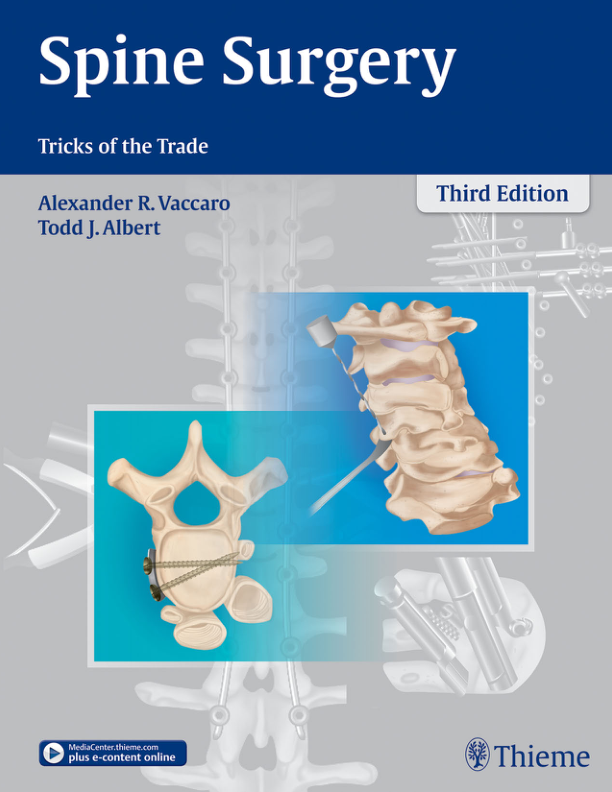 Spine Surgery
Tricks of the Trade
Alexander R. Vaccaro
Todd J. Albert
Third Edition
MediaCenter.thieme.com
plus e-content online
Thieme